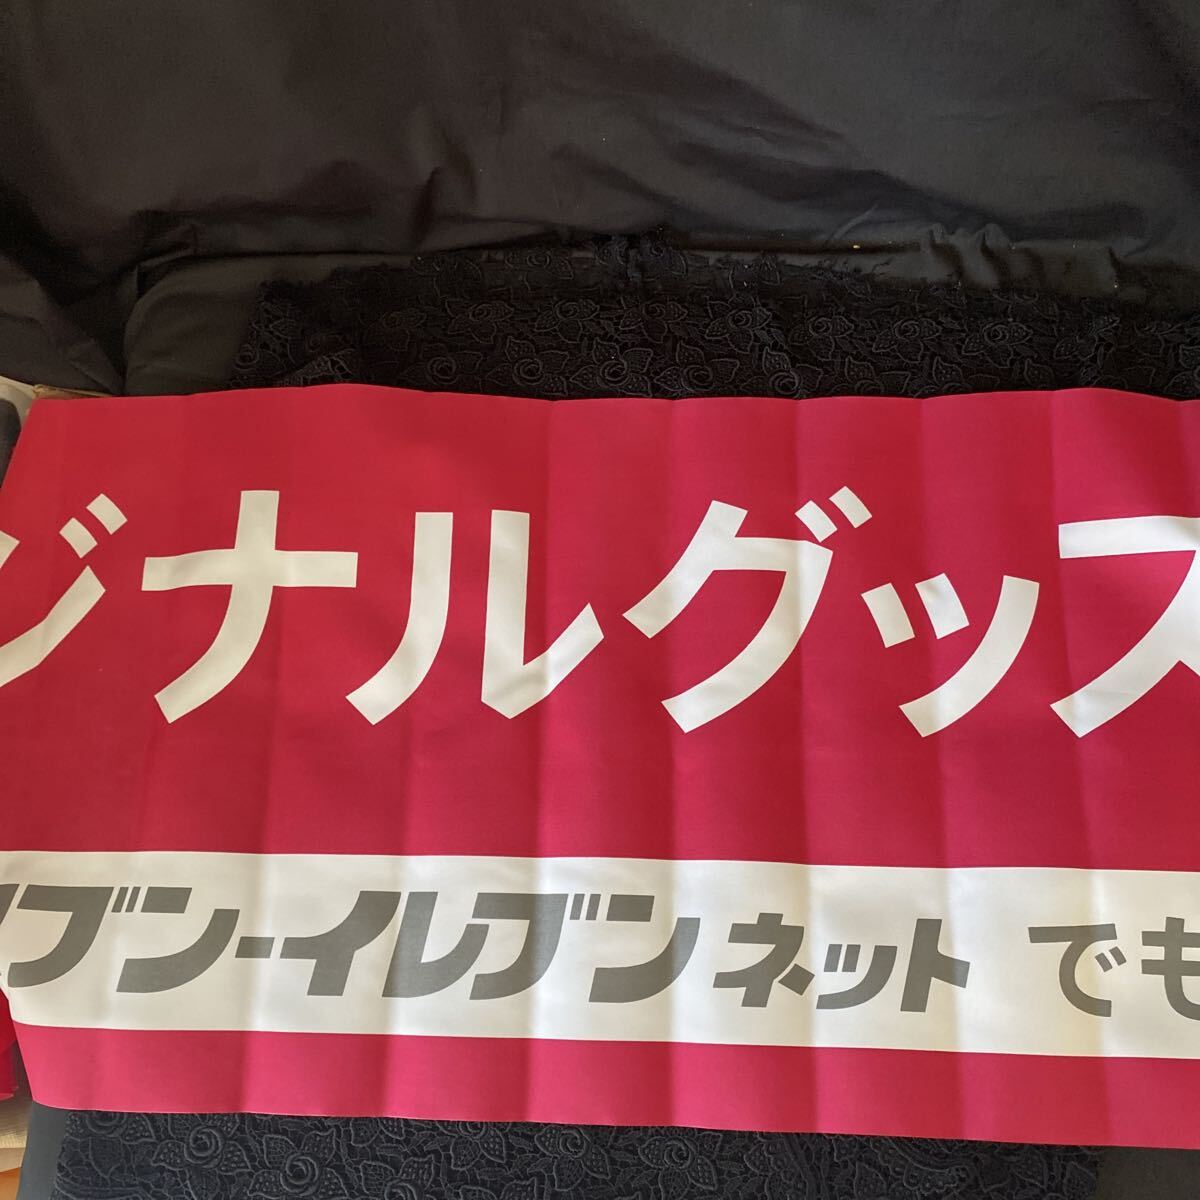 ジナルグッズ
ブン-イレブンネット でも